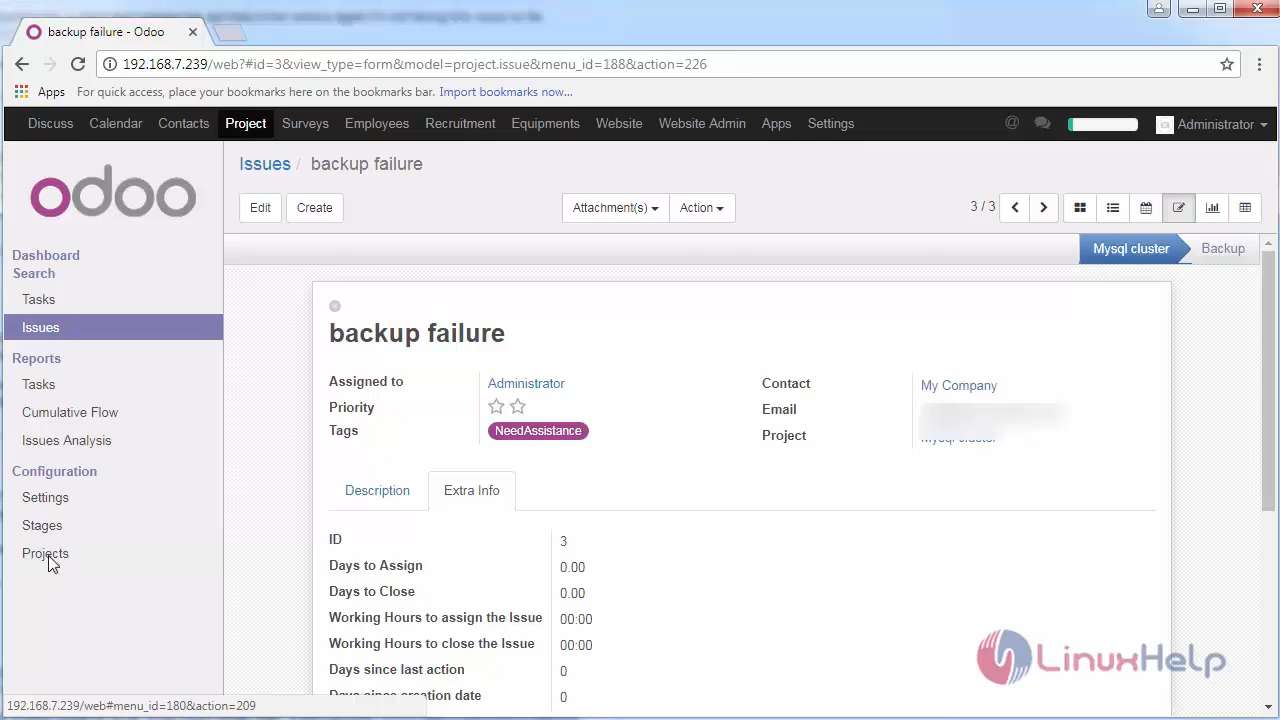 backup failure - Odoo
192.168.7.239/web?#id=3&view_type=form&model=project.issue&menu_id=188&action=226
Apps For quick access, place your bookmarks here on the bookmarks bar. Import bookmarks now...
Discuss Calendar Contacts Project Surveys Employees Recruitment Equipments Website Website Admin Apps Settings @ Administrator
odoo
Issues / backup failure
Edit Create Attachment(s) Action 3 / 3
Mysql cluster Backup
Dashboard
Search
Tasks
Issues
Reports
Tasks
Cumulative Flow
Issues Analysis
Configuration
Settings
Stages
Projects
backup failure
Assigned to Administrator
Priority
Tags NeedAssistance
Contact My Company
Email
Project Mysql cluster
Description Extra Info
ID 3
Days to Assign 0.00
Days to Close 0.00
Working Hours to assign the Issue 00:00
Working Hours to close the Issue 00:00
Days since last action 0
Days since creation date 0
LinuxHelp
192.168.7.239/web#menu_id=180&action=209